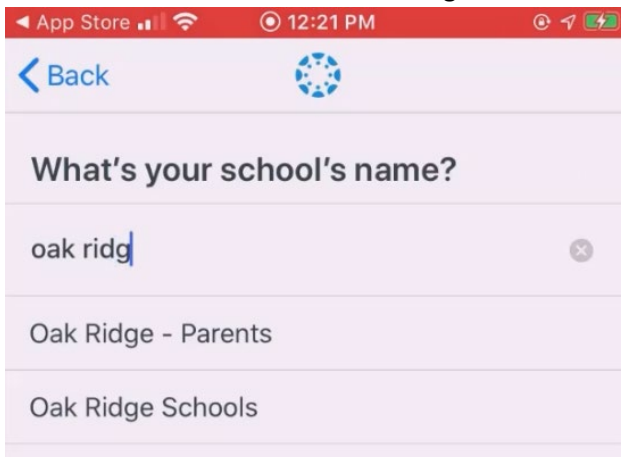 App Store 12:21 PM
Back
What's your school's name?
oak ridg
Oak Ridge - Parents
Oak Ridge Schools